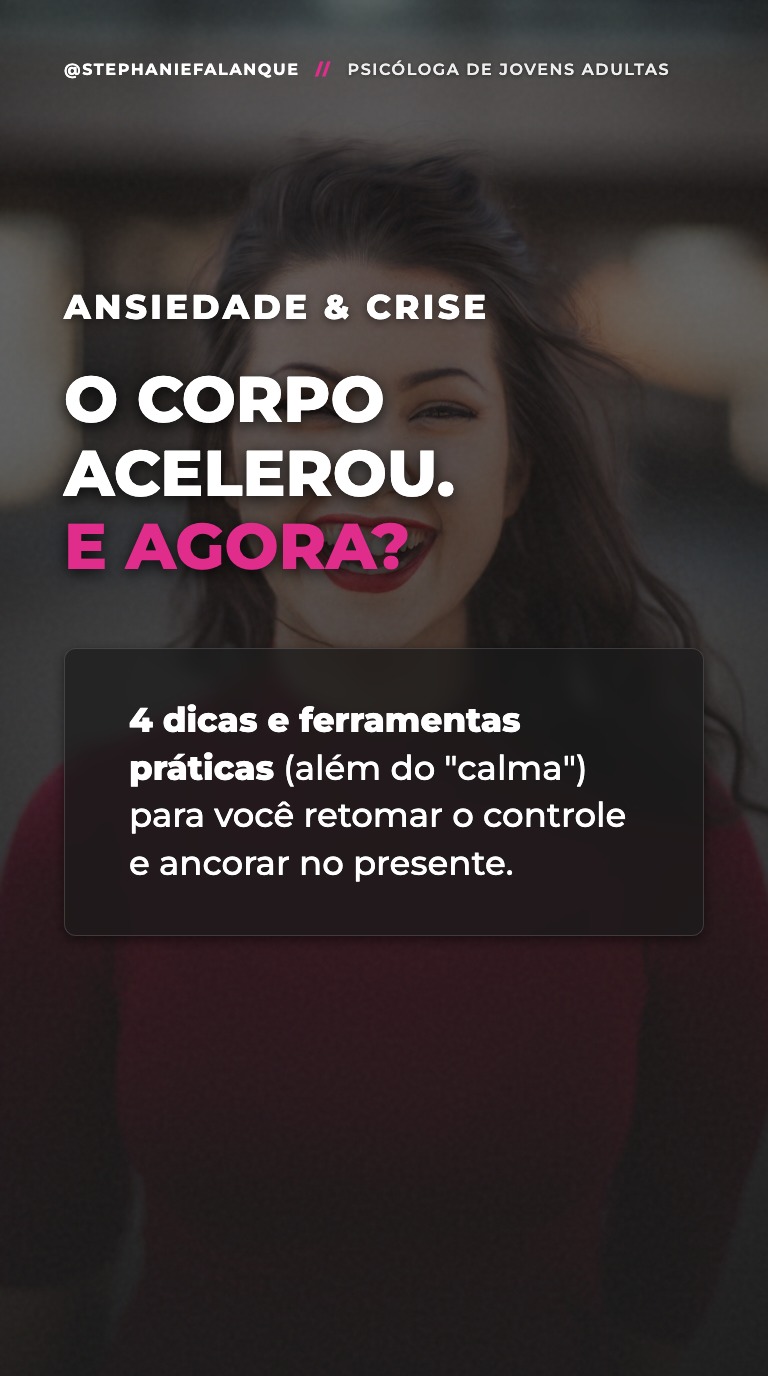 @STEPHANIEFALANQUE // PSICÓLOGA DE JOVENS ADULTAS
ANSIEDADE & CRISE
O CORPO
ACELEROU.
E AGORA?
4 dicas e ferramentas
práticas (além do "calma")
para você retomar o controle
e ancorar no presente.